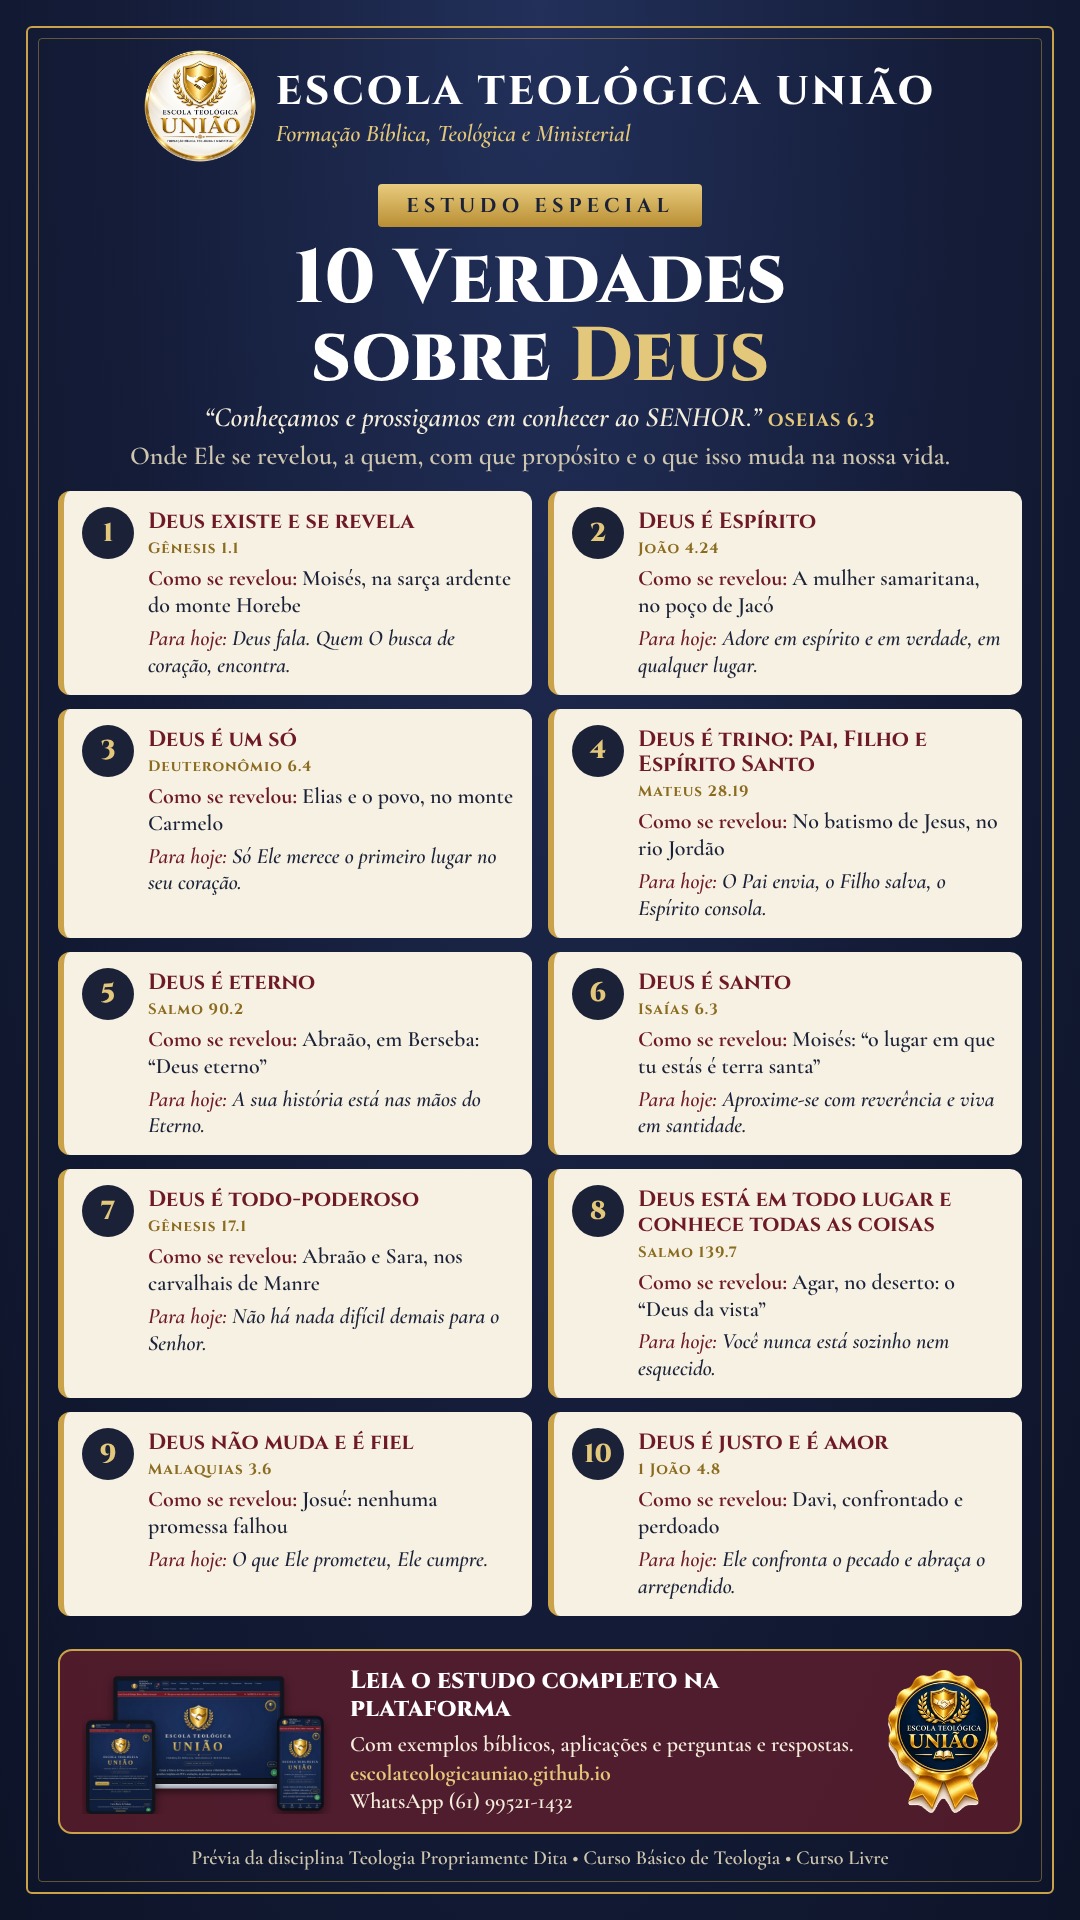 ESCOLA TEOLÓGICA
UNIÃO
ESCOLA TEOLÓGICA UNIÃO
Formação Bíblica, Teológica e Ministerial
ESTUDO ESPECIAL
10 VERDADES
SOBRE DEUS
“Conheçamos e prossigamos em conhecer ao SENHOR.” OSEIAS 6.3
Onde Ele se revelou, a quem, com que propósito e o que isso muda na nossa vida.
1
DEUS EXISTE E SE REVELA
GÊNESIS 1.1
Como se revelou: Moisés, na sarça ardente
do monte Horebe
Para hoje: Deus fala. Quem O busca de
coração, encontra.
2
DEUS É ESPÍRITO
JOÃO 4.24
Como se revelou: A mulher samaritana,
no poço de Jacó
Para hoje: Adore em espírito e em verdade, em
qualquer lugar.
3
DEUS É UM SÓ
DEUTERONÔMIO 6.4
Como se revelou: Elias e o povo, no monte
Carmelo
Para hoje: Só Ele merece o primeiro lugar no
seu coração.
4
DEUS É TRINO: PAI, FILHO E
ESPÍRITO SANTO
MATEUS 28.19
Como se revelou: No batismo de Jesus, no
rio Jordão
Para hoje: O Pai envia, o Filho salva, o
Espírito consola.
5
DEUS É ETERNO
SALMO 90.2
Como se revelou: Abraão, em Berseba:
“Deus eterno”
Para hoje: A sua história está nas mãos do
Eterno.
6
DEUS É SANTO
ISAÍAS 6.3
Como se revelou: Moisés: “o lugar em que
tu estás é terra santa”
Para hoje: Aproxime-se com reverência e viva
em santidade.
7
DEUS É TODO-PODEROSO
GÊNESIS 17.1
Como se revelou: Abraão e Sara, nos
carvalhais de Manre
Para hoje: Não há nada difícil demais para o
Senhor.
8
DEUS ESTÁ EM TODO LUGAR E
CONHECE TODAS AS COISAS
SALMO 139.7
Como se revelou: Agar, no deserto: o
“Deus da vista”
Para hoje: Você nunca está sozinho nem
esquecido.
9
DEUS NÃO MUDA E É FIEL
MALAQUIAS 3.6
Como se revelou: Josué: nenhuma
promessa falhou
Para hoje: O que Ele prometeu, Ele cumpre.
10
DEUS É JUSTO E É AMOR
1 JOÃO 4.8
Como se revelou: Davi, confrontado e
perdoado
Para hoje: Ele confronta o pecado e abraça o
arrependido.
ESCOLA TEOLÓGICA
UNIÃO
LEIA O ESTUDO COMPLETO NA
PLATAFORMA
Com exemplos bíblicos, aplicações e perguntas e respostas.
escolateologicauniao.github.io
WhatsApp (61) 99521-1432
ESCOLA TEOLÓGICA
UNIÃO
Prévia da disciplina Teologia Propriamente Dita • Curso Básico de Teologia • Curso Livre